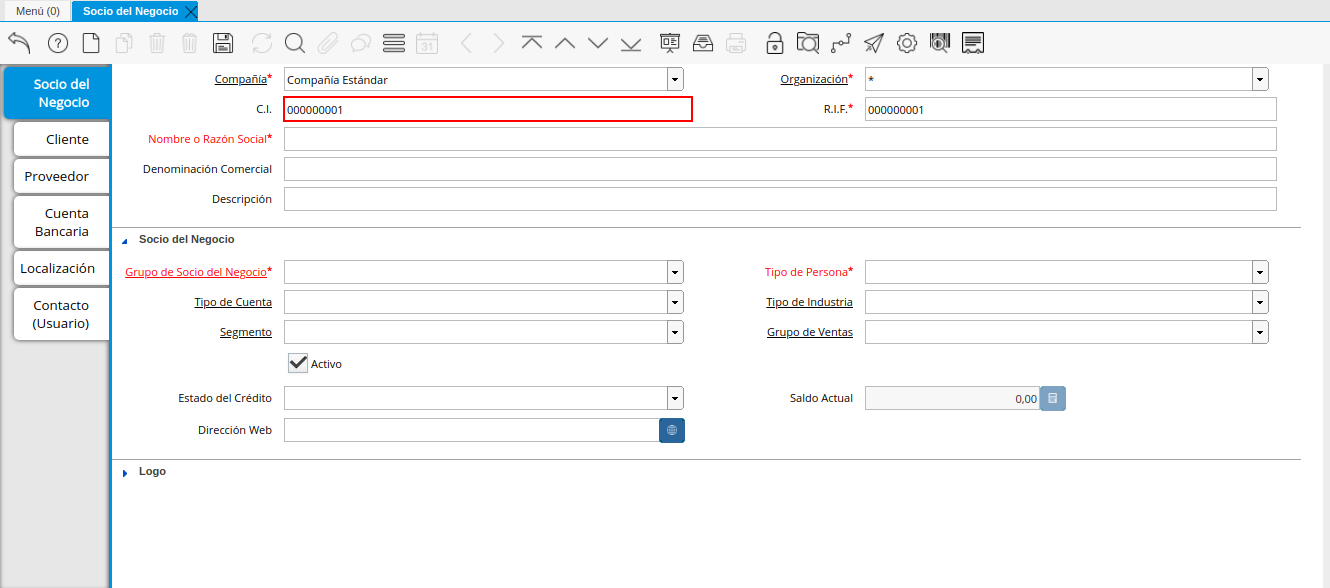 Menú (0)
Socio del Negocio
31
Socio del
Negocio
Cliente
Proveedor
Cuenta
Bancaria
Localización
Contacto
(Usuario)
Compañía* Compañía Estándar Organización* *
C.I. 000000001 R.I.F.* 000000001
Nombre o Razón Social*
Denominación Comercial
Descripción
Socio del Negocio
Grupo de Socio del Negocio* Tipo de Persona*
Tipo de Cuenta Tipo de Industria
Segmento Grupo de Ventas
Activo
Estado del Crédito Saldo Actual 0,00
Dirección Web
Logo